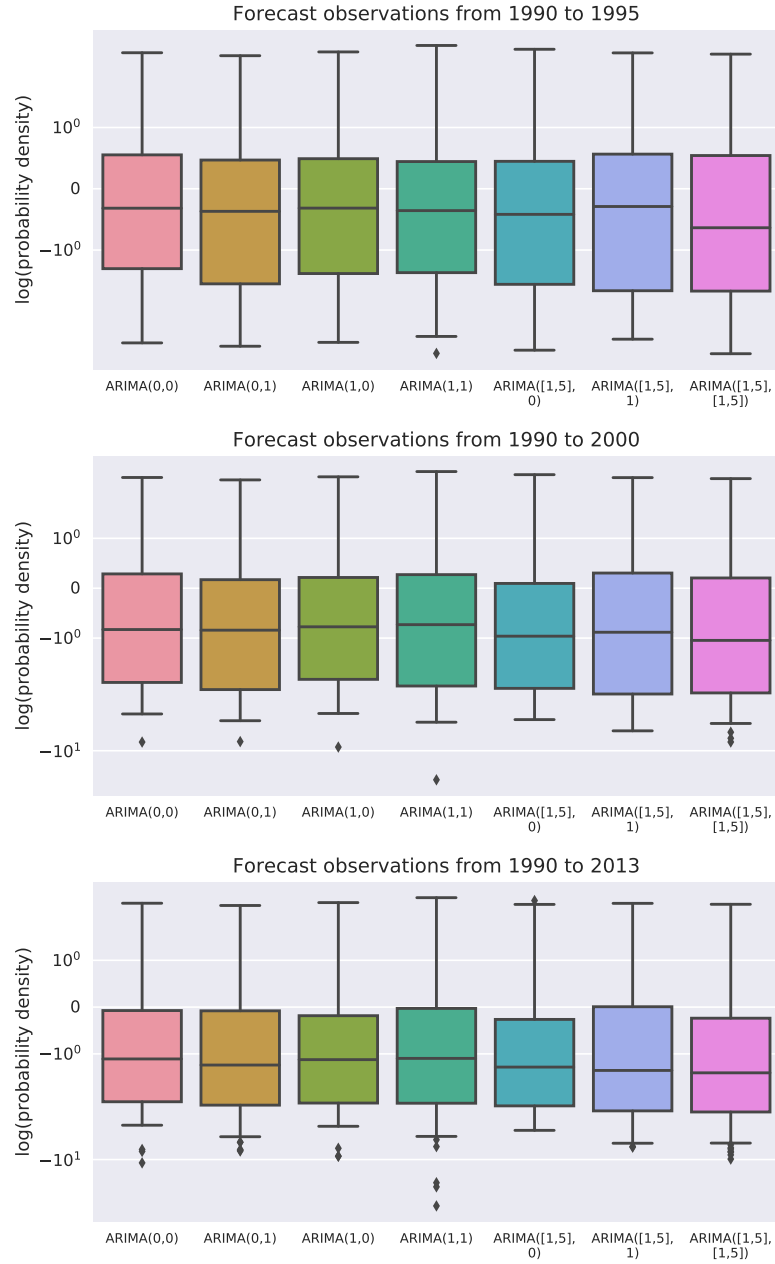 Forecast observations from 1990 to 1995
log(probability density)
10⁰
0
−10⁰
ARIMA(0,0)
ARIMA(0,1)
ARIMA(1,0)
ARIMA(1,1)
ARIMA([1,5],
0)
ARIMA([1,5],
1)
ARIMA([1,5],
[1,5])
Forecast observations from 1990 to 2000
log(probability density)
10⁰
0
−10⁰
−10¹
ARIMA(0,0)
ARIMA(0,1)
ARIMA(1,0)
ARIMA(1,1)
ARIMA([1,5],
0)
ARIMA([1,5],
1)
ARIMA([1,5],
[1,5])
Forecast observations from 1990 to 2013
log(probability density)
10⁰
0
−10⁰
−10¹
ARIMA(0,0)
ARIMA(0,1)
ARIMA(1,0)
ARIMA(1,1)
ARIMA([1,5],
0)
ARIMA([1,5],
1)
ARIMA([1,5],
[1,5])